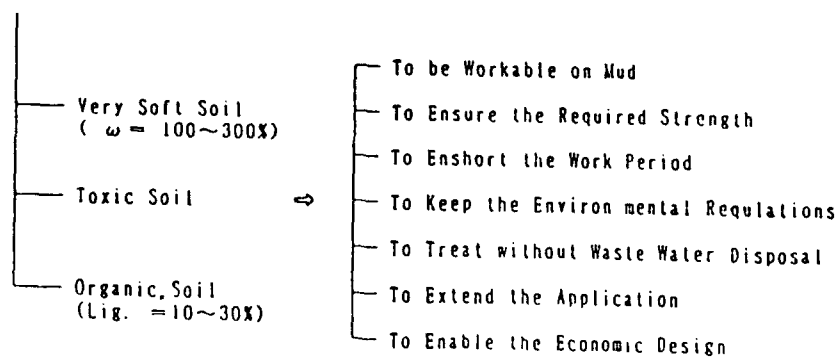 Very Soft Soil
( ω = 100~300%)
Toxic Soil
Organic, Soil
(Lig. =10~30%)
⇨
To be Workable on Mud
To Ensure the Required Strength
To Enshort the Work Period
To Keep the Environ mental Requlations
To Treat without Waste Water Disposal
To Extend the Application
To Enable the Economic Design